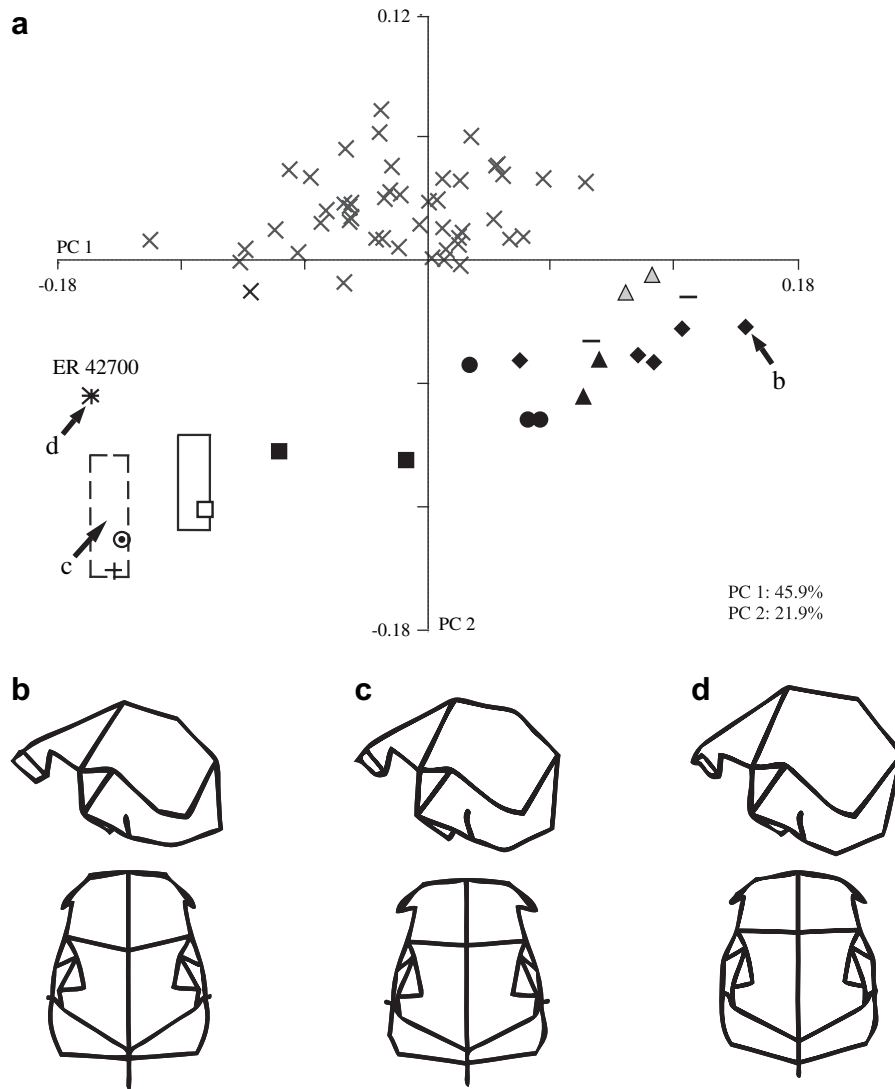 a
0.12
PC 1
-0.18
0.18
ER 42700
b
d
c
PC 1: 45.9%
PC 2: 21.9%
-0.18
PC 2
b
c
d